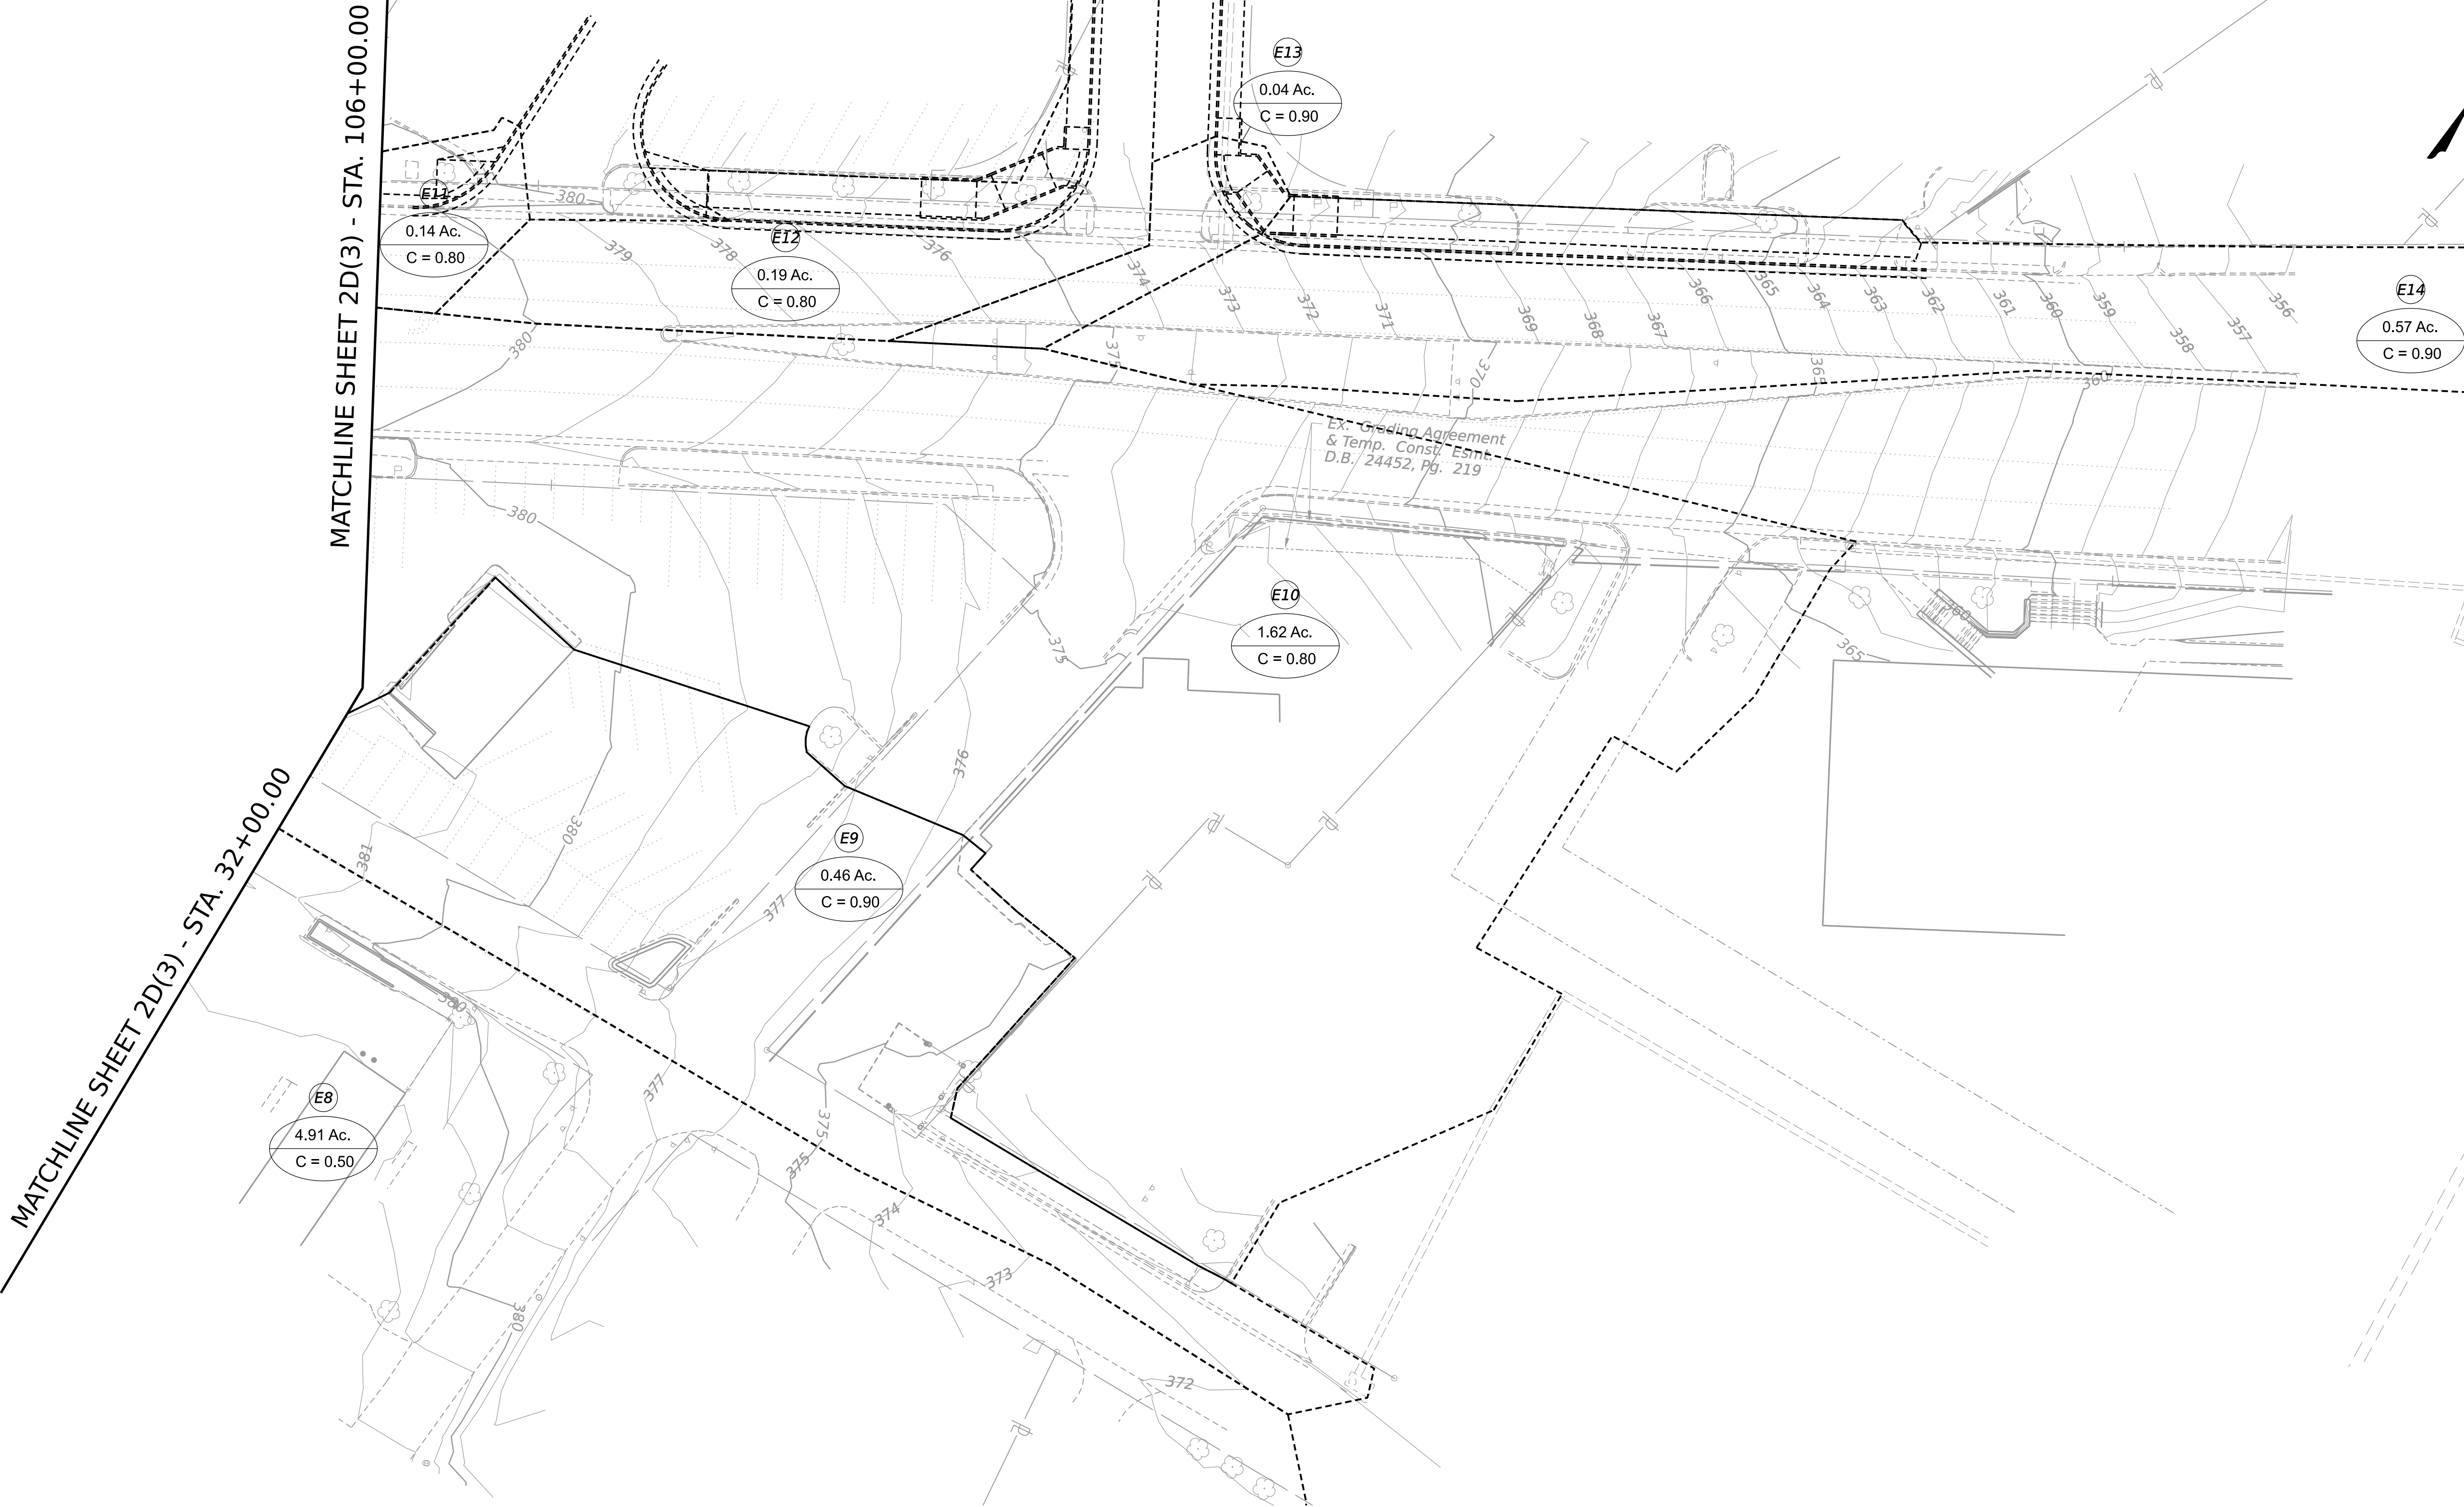 MATCHLINE SHEET 2D(3) - STA. 106+00.00
E13
0.04 Ac.
C = 0.90
E11
0.14 Ac.
C = 0.80
E12
0.19 Ac.
C = 0.80
E14
0.57 Ac.
C = 0.90
380
379
378
376
374
373
372
371
369
368
367
366
365
364
363
362
361
360
359
358
357
356
380
375
370
365
360
Ex. Grading Agreement
& Temp. Const. Esmt.
D.B. 24452, Pg. 219
380
E10
1.62 Ac.
C = 0.80
375
360
365
376
MATCHLINE SHEET 2D(3) - STA. 32+00.00
381
380
E9
0.46 Ac.
C = 0.90
377
380
377
375
375
E8
4.91 Ac.
C = 0.50
374
373
380
372